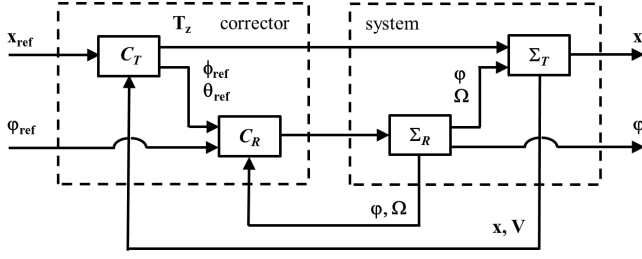 T_z corrector system
x_ref C_T Σ_T x
ϕ_ref φ
θ_ref Ω
φ_ref C_R Σ_R φ
φ, Ω
x, V